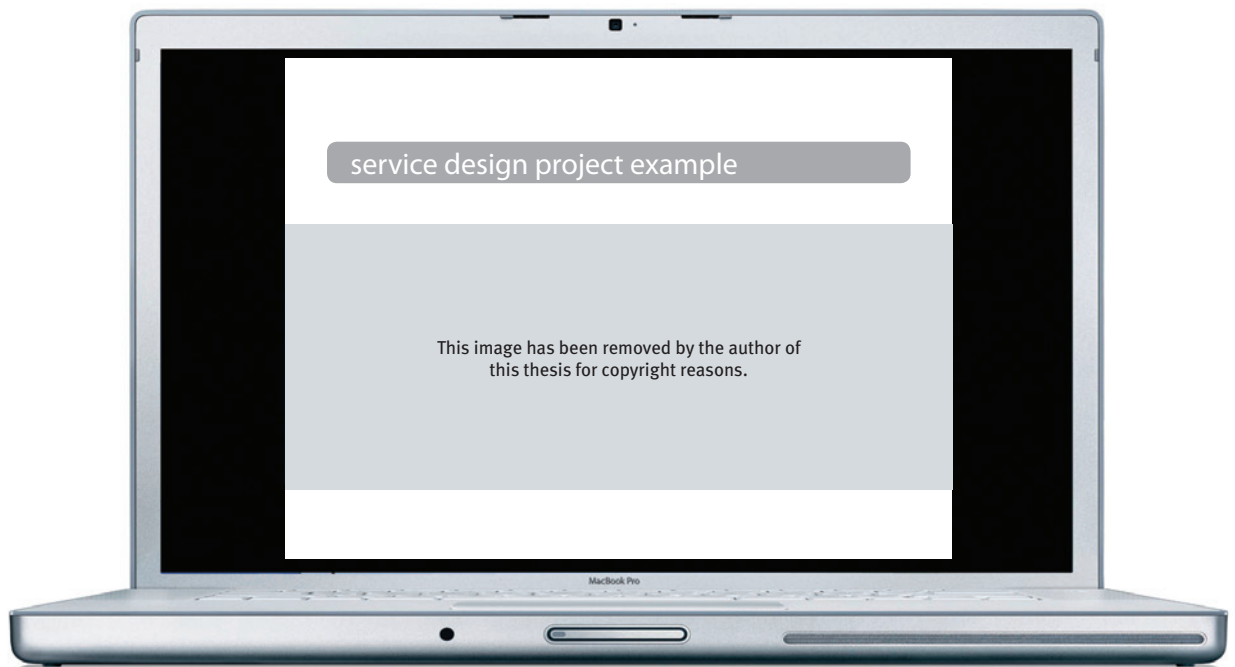 service design project example
This image has been removed by the author of
this thesis for copyright reasons.
MacBook Pro